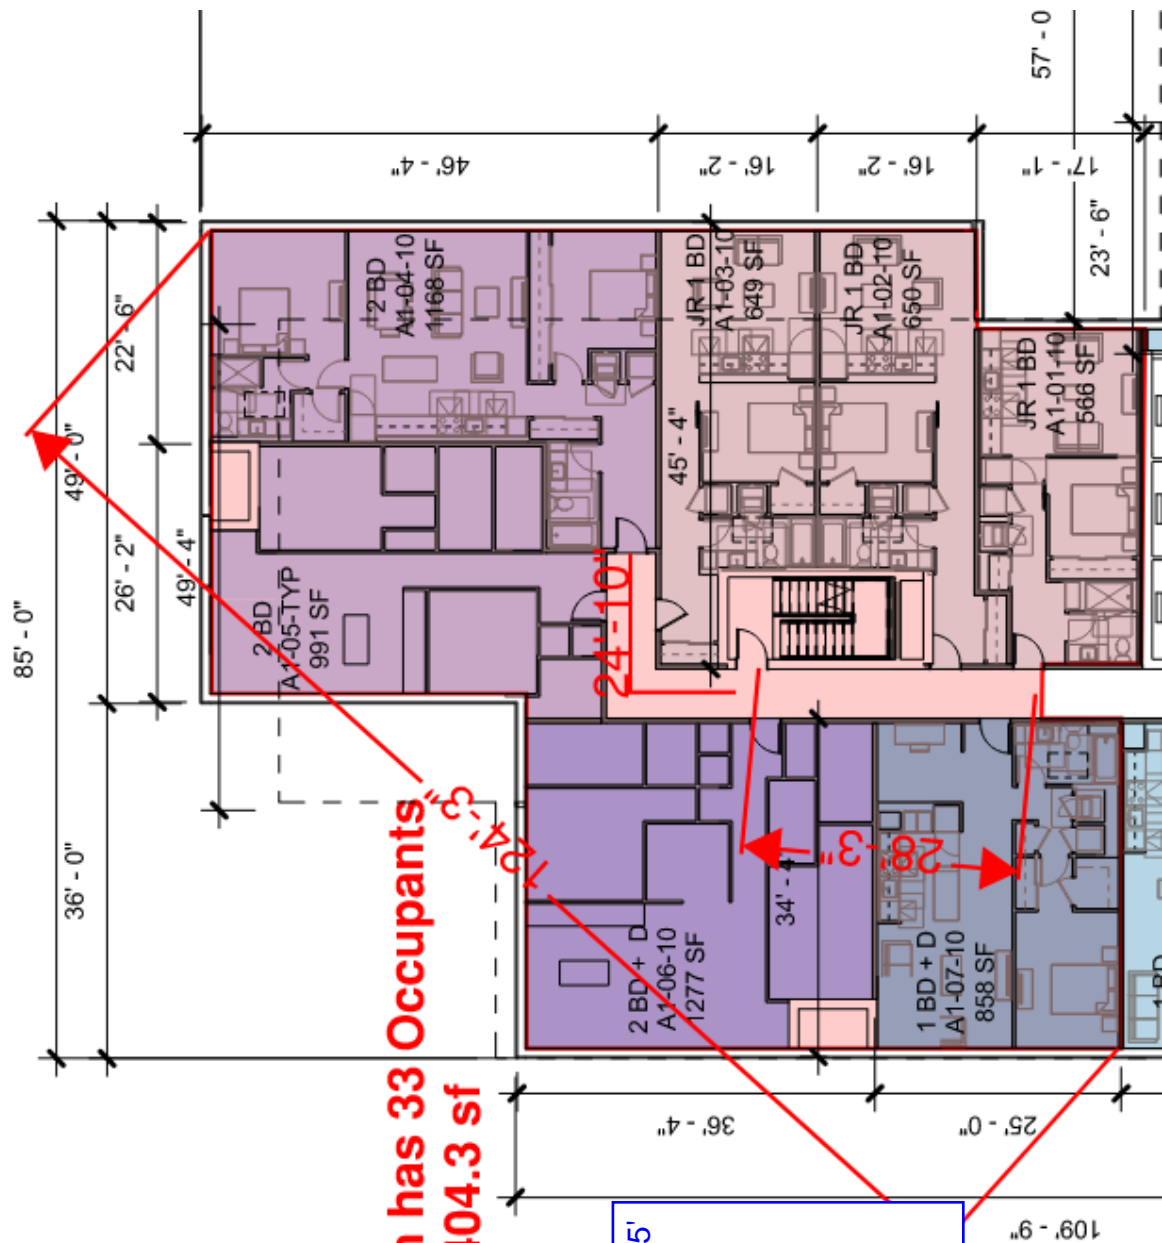 57' - 0
46' - 4"
16' - 2"
16' - 2"
17' - 1"
23' - 6"
22' - 6"
49' - 0"
26' - 2"
49' - 4"
85' - 0"
36' - 0"
2 BD
A1-04-10
1168 SF
JR 1 BD
A1-03-10
649 SF
JR 1 BD
A1-02-10
650 SF
JR 1 BD
A1-01-10
566 SF
45' - 4"
2 BD
A1-05-TYP
991 SF
24'-10"
124'-3"
28'-3"
34' - 4
2 BD + D
A1-06-10
1277 SF
1 BD + D
A1-07-10
858 SF
1 BD
has 33 Occupants
404.3 sf
36' - 4"
25' - 0"
109' - 9"
5'